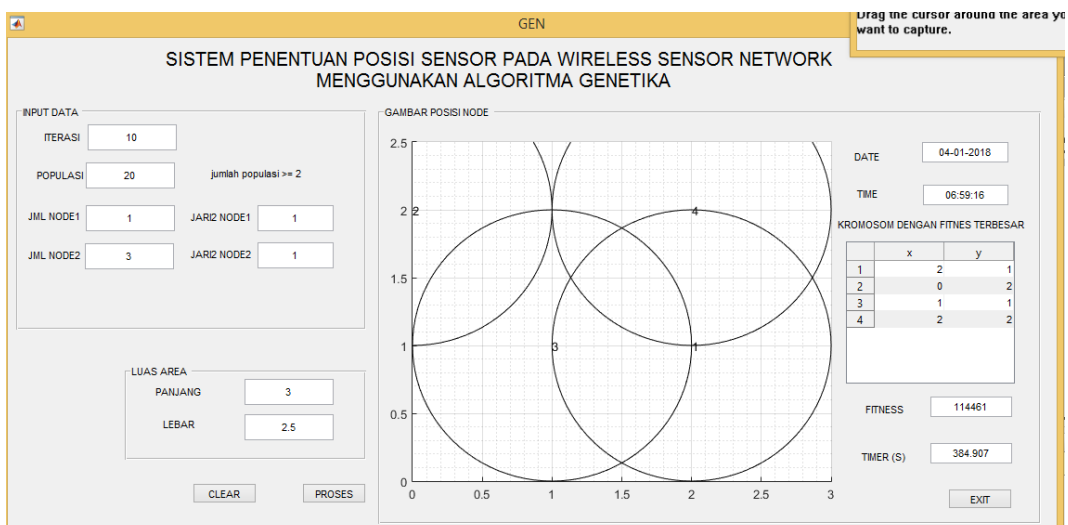 GEN
Drag the cursor around the area yo
want to capture.
SISTEM PENENTUAN POSISI SENSOR PADA WIRELESS SENSOR NETWORK
MENGGUNAKAN ALGORITMA GENETIKA
INPUT DATA
ITERASI 10
POPULASI 20 jumlah populasi >= 2
JML NODE1 1 JARI2 NODE1 1
JML NODE2 3 JARI2 NODE2 1
LUAS AREA
PANJANG 3
LEBAR 2.5
CLEAR PROSES
GAMBAR POSISI NODE
2.5
2 2 4
1.5
1 3 1
0.5
0
0 0.5 1 1.5 2 2.5 3
DATE 04-01-2018
TIME 06:59:16
KROMOSOM DENGAN FITNES TERBESAR
x y
1 2 1
2 0 2
3 1 1
4 2 2
FITNESS 114461
TIMER (S) 384.907
EXIT